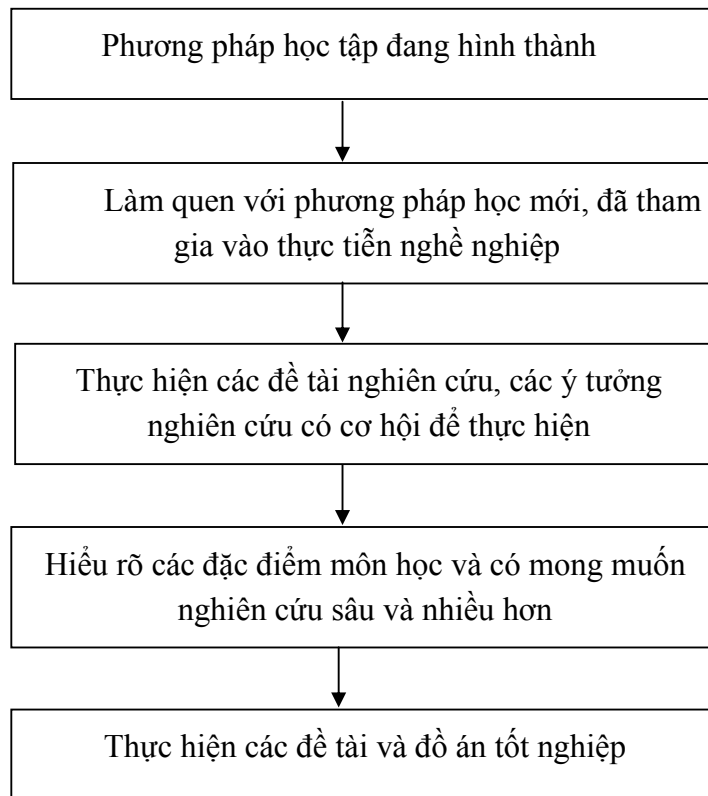 Phương pháp học tập đang hình thành
Làm quen với phương pháp học mới, đã tham
gia vào thực tiễn nghề nghiệp
Thực hiện các đề tài nghiên cứu, các ý tưởng
nghiên cứu có cơ hội để thực hiện
Hiểu rõ các đặc điểm môn học và có mong muốn
nghiên cứu sâu và nhiều hơn
Thực hiện các đề tài và đồ án tốt nghiệp